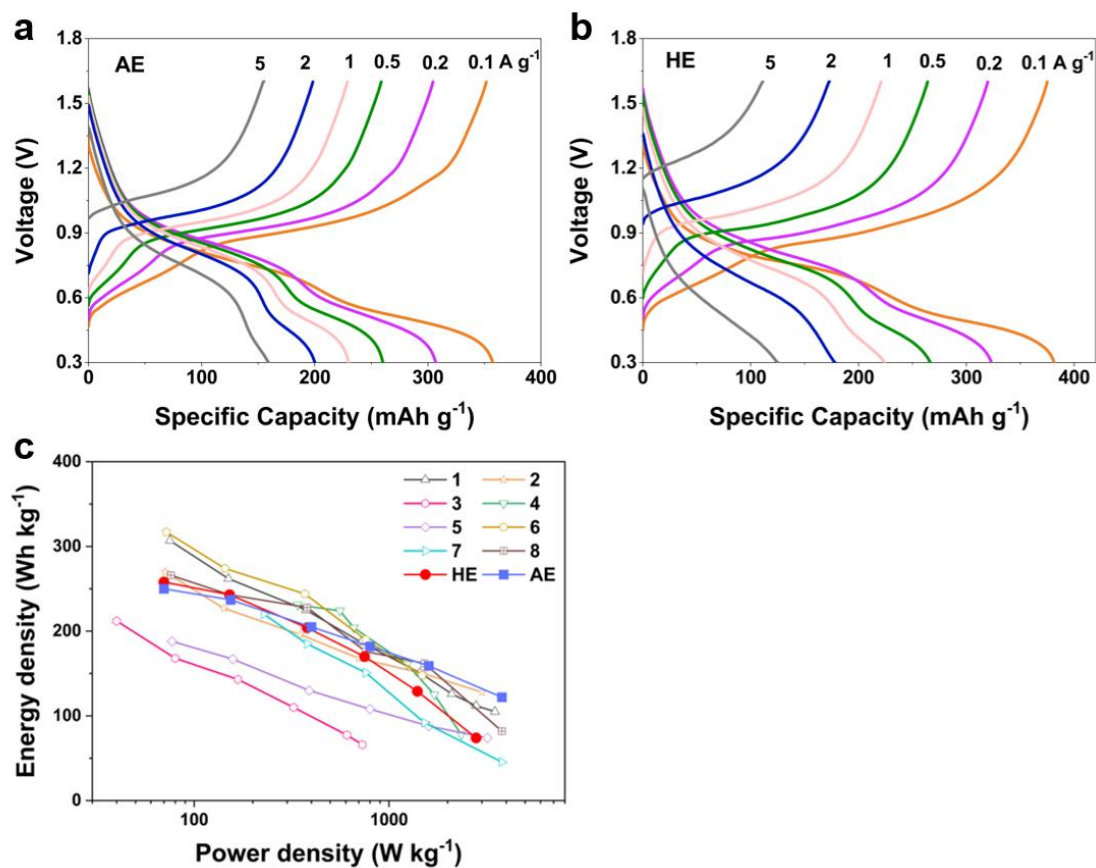 a
1.8
AE
5 2 1 0.5 0.2 0.1 A g⁻¹
1.5
1.2
0.9
0.6
0.3
0 100 200 300 400
Voltage (V)
Specific Capacity (mAh g⁻¹)
b
1.8
HE
5 2 1 0.5 0.2 0.1 A g⁻¹
1.5
1.2
0.9
0.6
0.3
0 100 200 300 400
Voltage (V)
Specific Capacity (mAh g⁻¹)
c
400
300
200
100
0
100 1000
Energy density (Wh kg⁻¹)
Power density (W kg⁻¹)
1 2
3 4
5 6
7 8
HE AE